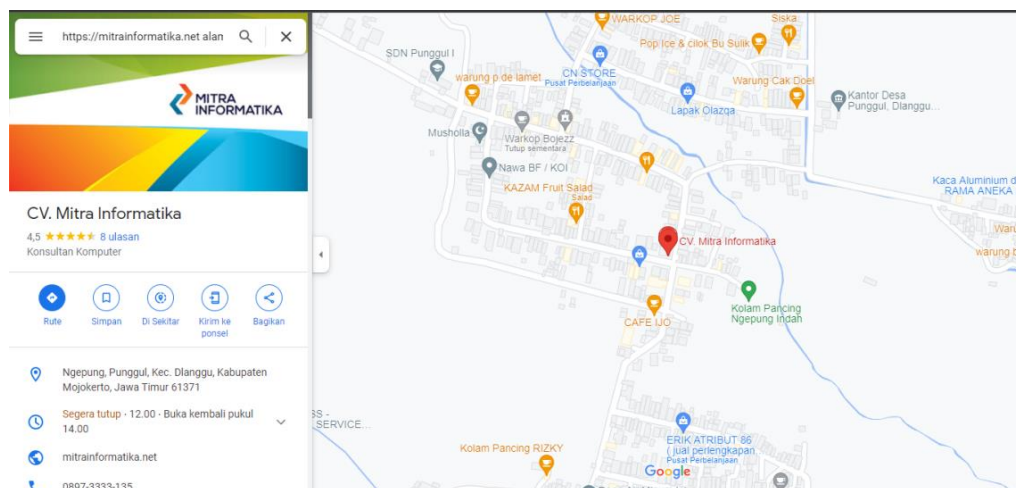 https://mitrainformatika.net alan
MITRA
INFORMATIKA
CV. Mitra Informatika
4,5
8 ulasan
Konsultan Komputer
Rute
Simpan
Di Sekitar
Kirim ke
ponsel
Bagikan
Ngepung, Punggul, Kec. Dlanggu, Kabupaten
Mojokerto, Jawa Timur 61371
Segera tutup · 12.00 · Buka kembali pukul
14.00
mitrainformatika.net
0897-3333-135
WARKOP JOE
Siska
Pop Ice & cilok Bu Sulik
SDN Punggul I
warung p de lamet
CN STORE
Pusat Perbelanjaan
Warung Cak Doel
Kantor Desa
Punggul, Dlanggu...
Lapak Olazqa
Musholla
Warkop Bojezz
Tutup sementara
Nawa BF / KOI
KAZAM Fruit Salad
Salad
Kaca Aluminium d
RAMA ANEKA
CV. Mitra Informatika
Waru
warung b
Kolam Pancing
Ngepung Indah
CAFE IJO
SS -
SERVICE...
ERIK ATRIBUT 86
( jual perlengkapan
Pusat Perbelanjaan
Kolam Pancing RIZKY
Google